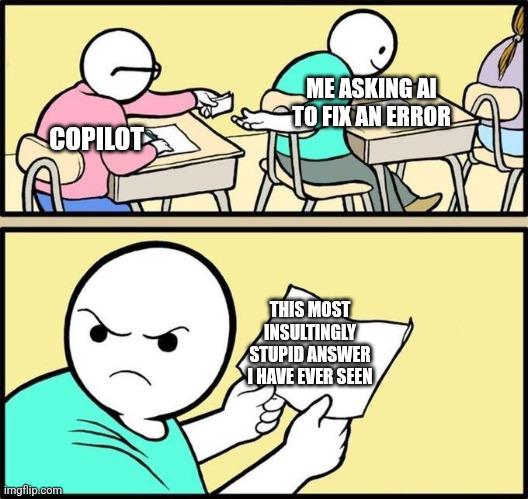 ME ASKING AI
TO FIX AN ERROR
COPILOT
THIS MOST
INSULTINGLY
STUPID ANSWER
I HAVE EVER SEEN
imgflip.com